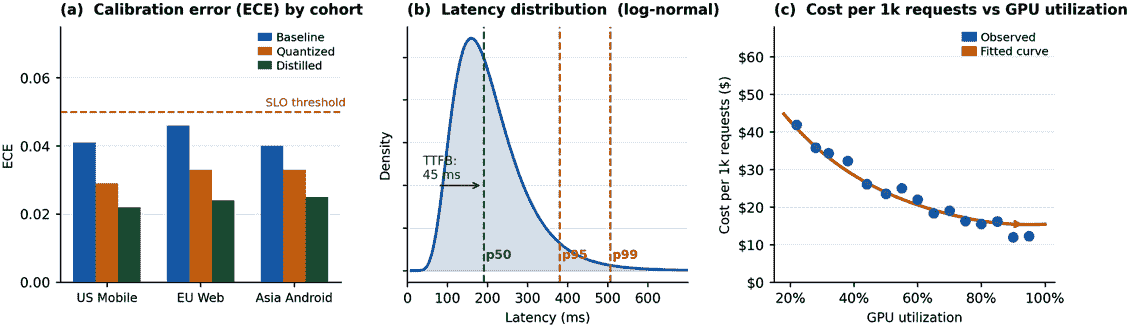 (a) Calibration error (ECE) by cohort
Baseline
Quantized
Distilled
SLO threshold
0.06
0.04
0.02
0.00
ECE
US Mobile
EU Web
Asia Android
(b) Latency distribution (log-normal)
Density
TTFB:
45 ms
p50
p95
p99
0
100
200
300
400
500
600
Latency (ms)
(c) Cost per 1k requests vs GPU utilization
Observed
Fitted curve
$60
$50
$40
$30
$20
$10
$0
Cost per 1k requests ($)
20%
40%
60%
80%
100%
GPU utilization